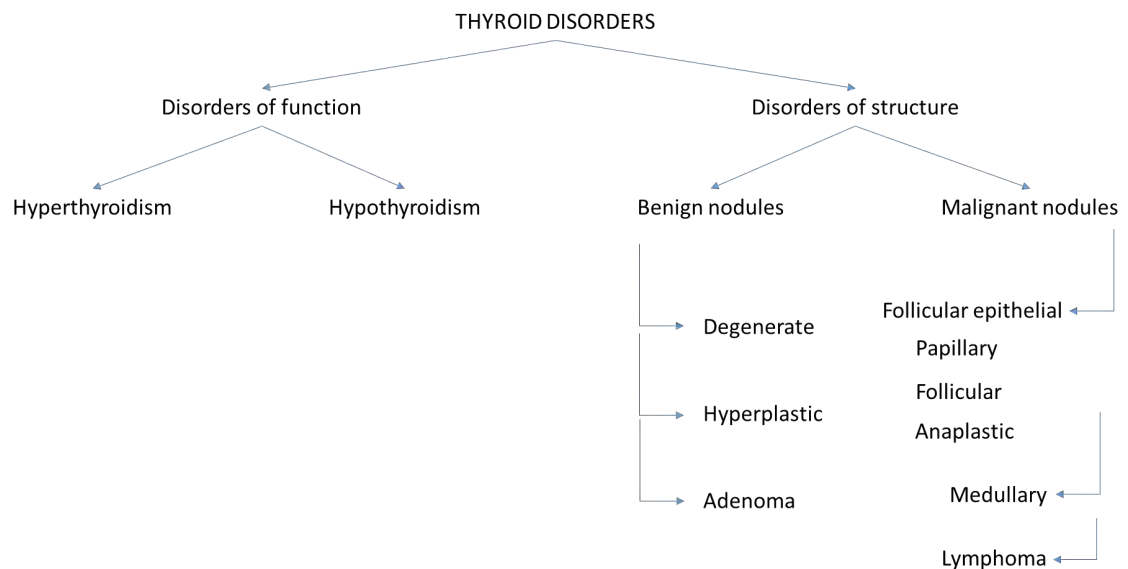 THYROID DISORDERS
Disorders of function
Disorders of structure
Hyperthyroidism
Hypothyroidism
Benign nodules
Malignant nodules
Degenerate
Hyperplastic
Adenoma
Follicular epithelial
Papillary
Follicular
Anaplastic
Medullary
Lymphoma